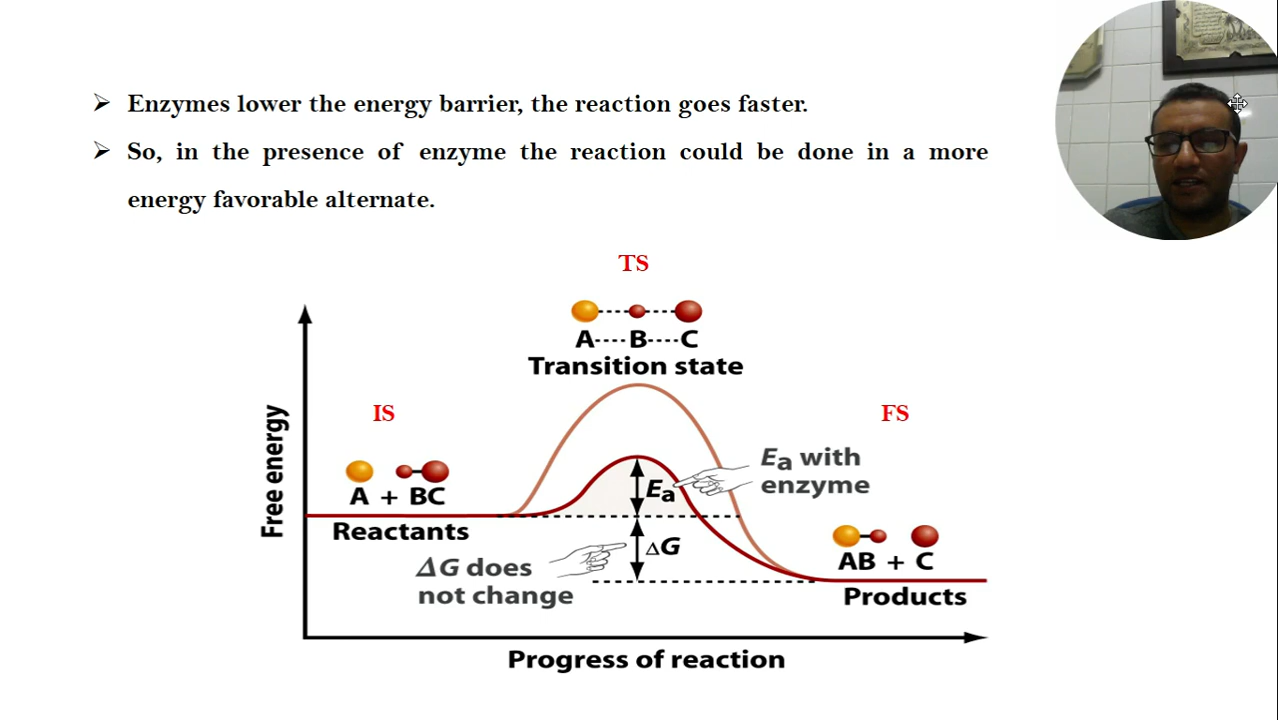 ➢ Enzymes lower the energy barrier, the reaction goes faster.
➢ So, in the presence of enzyme the reaction could be done in a more
energy favorable alternate.
TS
A----B----C
Transition state
IS
FS
Free energy
A + BC
Reactants
Ea
Ea with
enzyme
ΔG
ΔG does
not change
AB + C
Products
Progress of reaction